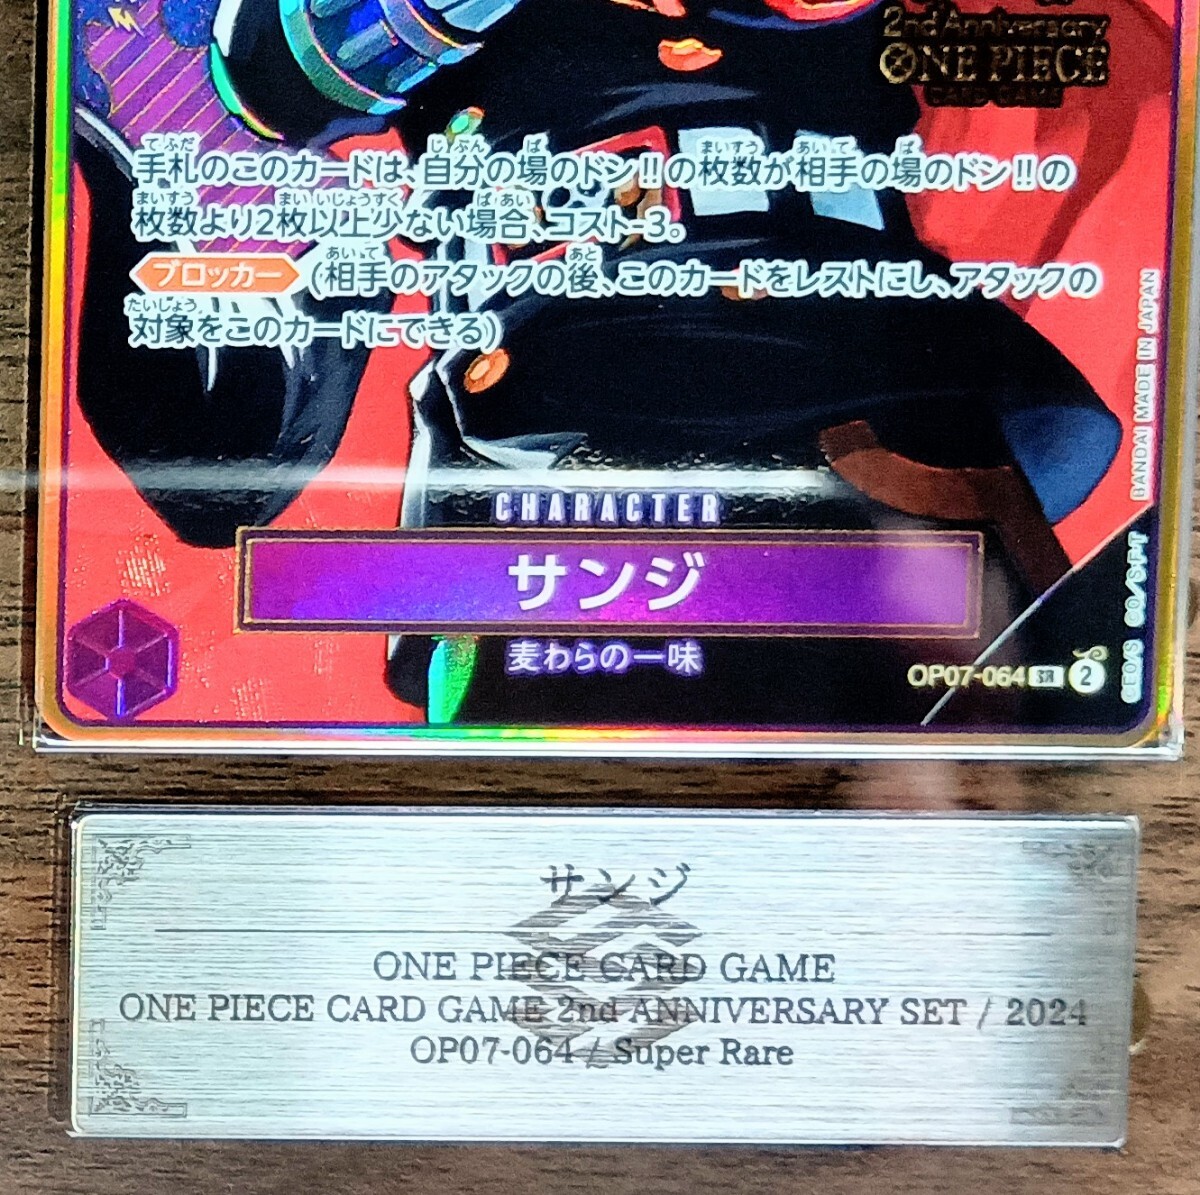 2nd Anniversary
ONE PIECE
CARD GAME
手札のこのカードは、自分の場のドン!!の枚数が相手の場のドン!!の
枚数より2枚以上少ない場合、コスト-3。
ブロッカー (相手のアタックの後、このカードをレストにし、アタックの
対象をこのカードにできる)
BANDAI MADE IN JAPAN
CHARACTER
サンジ
麦わらの一味
OP07-064 SR 2
サンジ
ONE PIECE CARD GAME
ONE PIECE CARD GAME 2nd ANNIVERSARY SET / 2024
OP07-064 / Super Rare